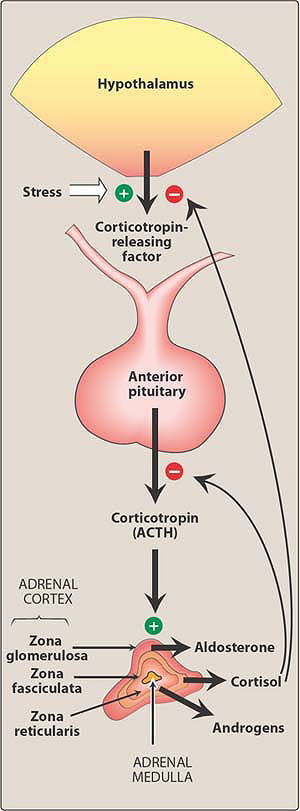 Hypothalamus
Stress
+
−
Corticotropin-
releasing
factor
Anterior
pituitary
−
Corticotropin
(ACTH)
ADRENAL
CORTEX
+
Zona
glomerulosa
Aldosterone
Zona
fasciculata
Cortisol
Zona
reticularis
Androgens
ADRENAL
MEDULLA